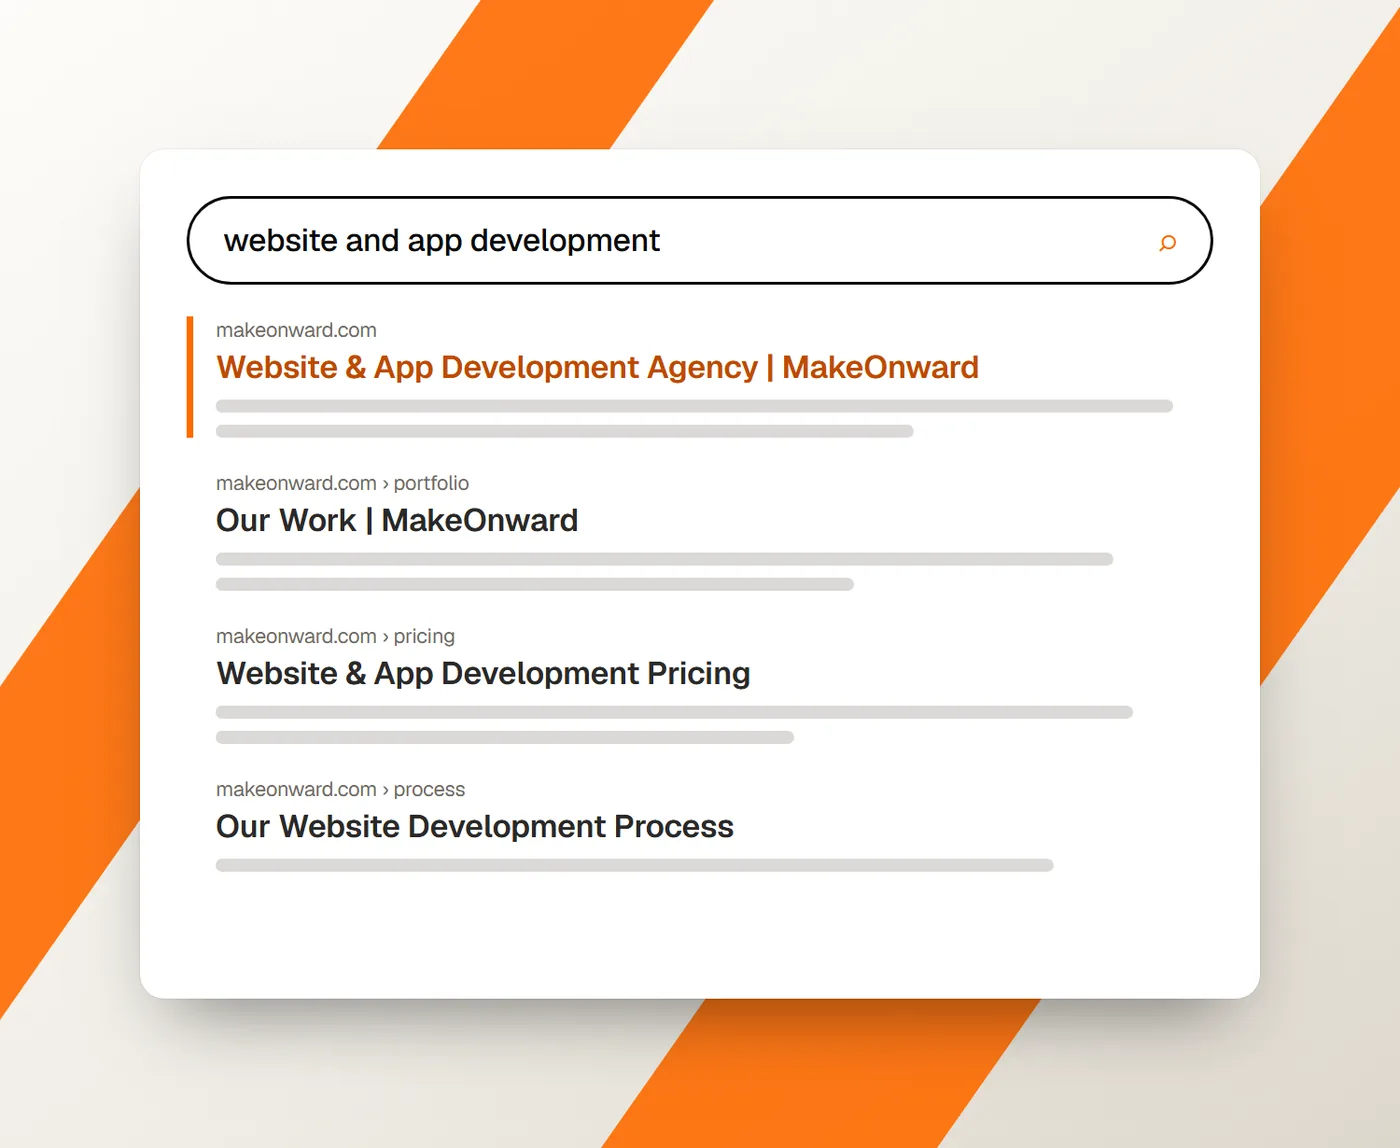 website and app development
makeonward.com
Website & App Development Agency | MakeOnward
makeonward.com › portfolio
Our Work | MakeOnward
makeonward.com › pricing
Website & App Development Pricing
makeonward.com › process
Our Website Development Process